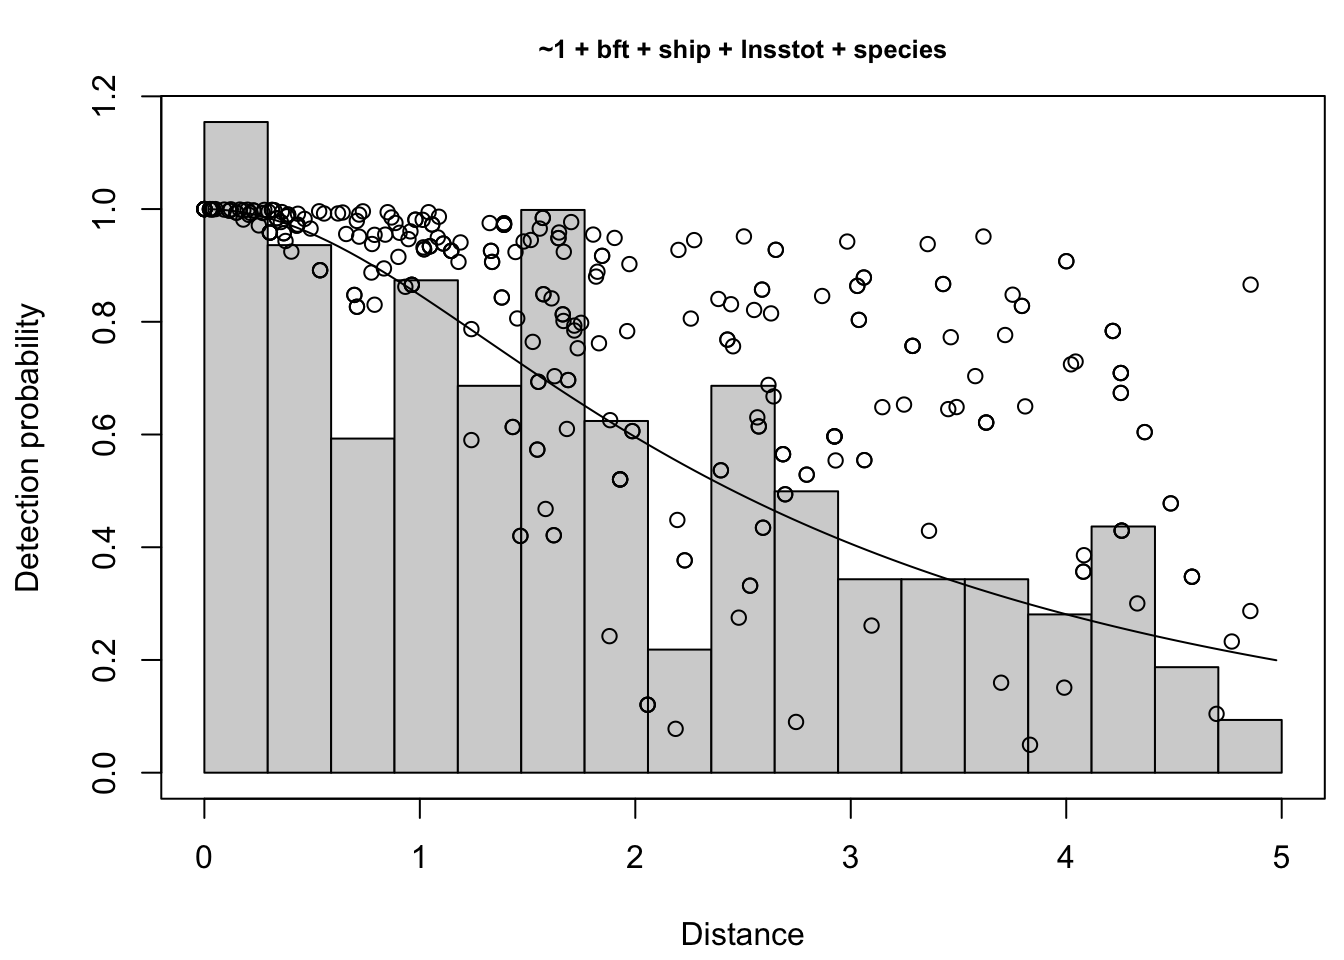 ~1 + bft + ship + lnsstot + species
1.2
1.0
0.8
0.6
0.4
0.2
0.0
Detection probability
0 1 2 3 4 5
Distance